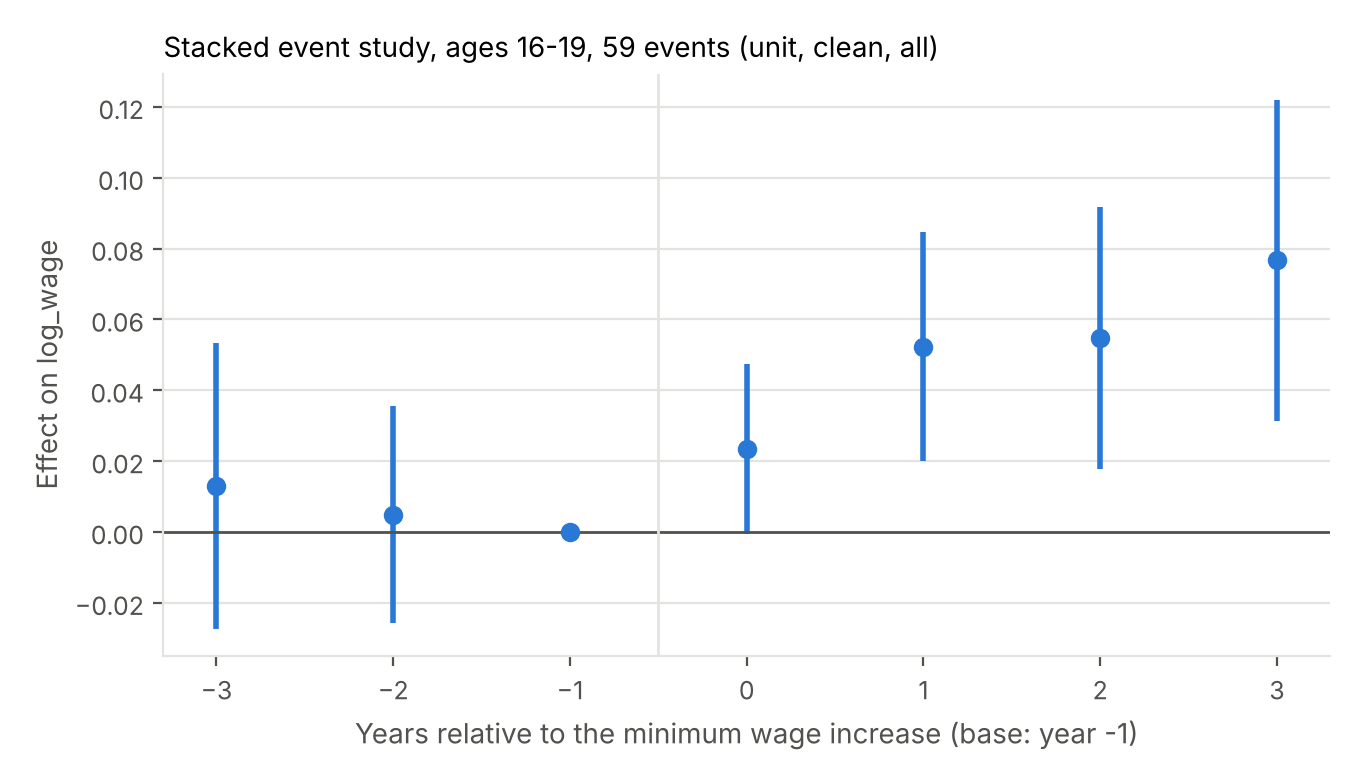 Stacked event study, ages 16-19, 59 events (unit, clean, all)
Effect on log_wage
0.12
0.10
0.08
0.06
0.04
0.02
0.00
−0.02
−3 −2 −1 0 1 2 3
Years relative to the minimum wage increase (base: year -1)